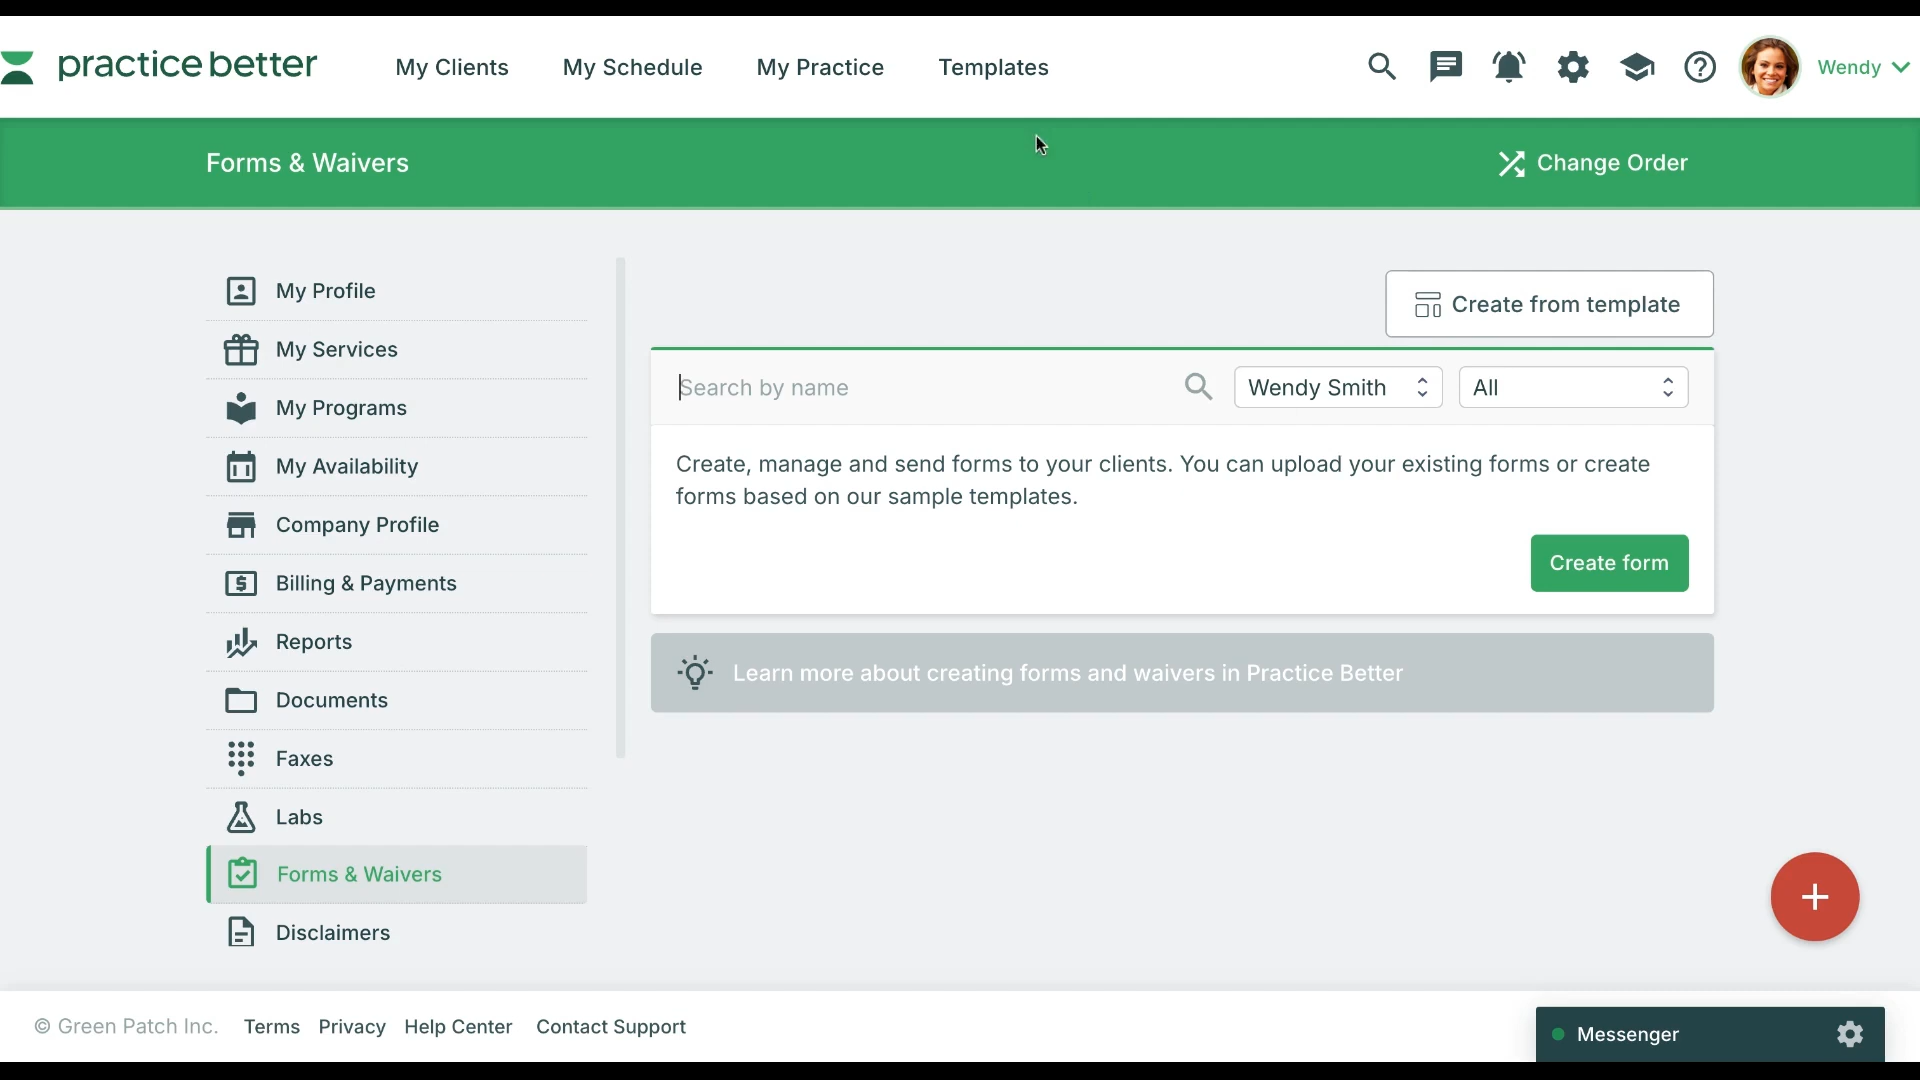 practice better
My Clients
My Schedule
My Practice
Templates
Wendy
Forms & Waivers
Change Order
My Profile
My Services
My Programs
My Availability
Company Profile
Billing & Payments
Reports
Documents
Faxes
Labs
Forms & Waivers
Disclaimers
Create from template
Search by name
Wendy Smith
All
Create, manage and send forms to your clients. You can upload your existing forms or create
forms based on our sample templates.
Create form
Learn more about creating forms and waivers in Practice Better
© Green Patch Inc.
Terms
Privacy
Help Center
Contact Support
Messenger